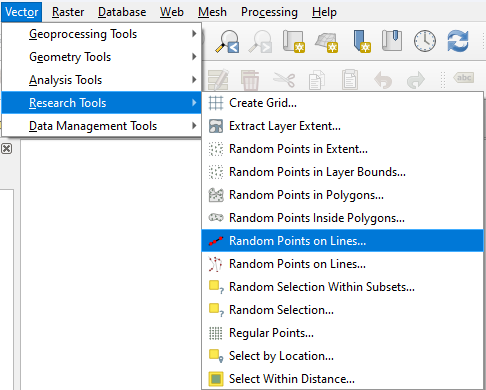 Vector Raster Database Web Mesh Processing Help
Geoprocessing Tools
Geometry Tools
Analysis Tools
abc
Research Tools
Create Grid...
Data Management Tools
Extract Layer Extent...
Random Points in Extent...
Random Points in Layer Bounds...
Random Points in Polygons...
Random Points Inside Polygons...
Random Points on Lines...
Random Points on Lines...
Random Selection Within Subsets...
Random Selection...
Regular Points...
Select by Location...
Select Within Distance...